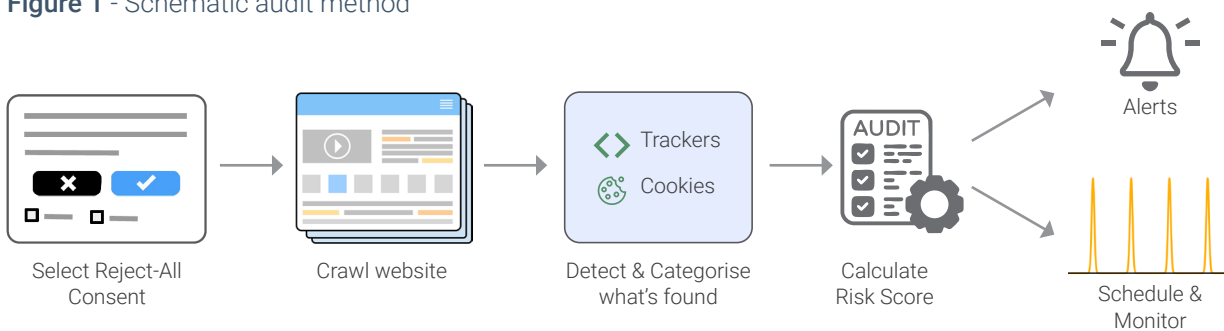 Figure 1 - Schematic audit method
Select Reject-All
Consent
Crawl website
Trackers
Cookies
Detect & Categorise
what's found
AUDIT
Calculate
Risk Score
Alerts
Schedule &
Monitor